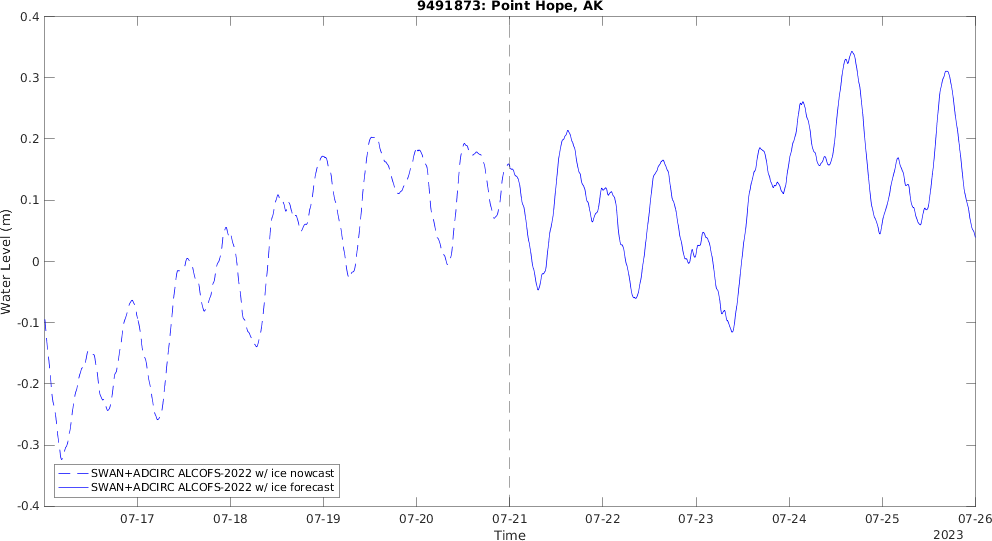 9491873: Point Hope, AK
0.4
0.3
0.2
0.1
0
-0.1
-0.2
-0.3
-0.4
Water Level (m)
SWAN+ADCIRC ALCOFS-2022 w/ ice nowcast
SWAN+ADCIRC ALCOFS-2022 w/ ice forecast
07-17 07-18 07-19 07-20 07-21 07-22 07-23 07-24 07-25 07-26
Time
2023